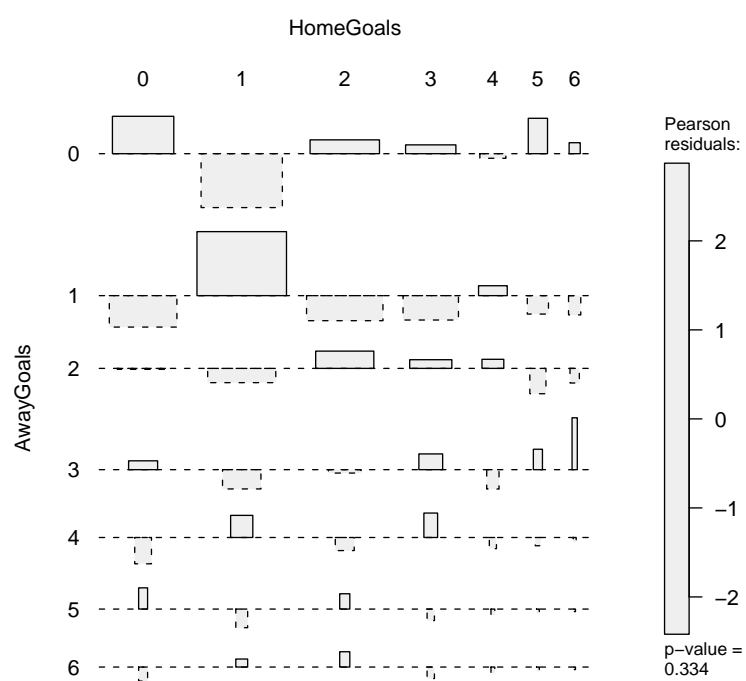 HomeGoals
0 1 2 3 4 5 6
Pearson
residuals:
0
2
1
1
2
0
AwayGoals
3
−1
4
−2
5
p−value =
0.334
6